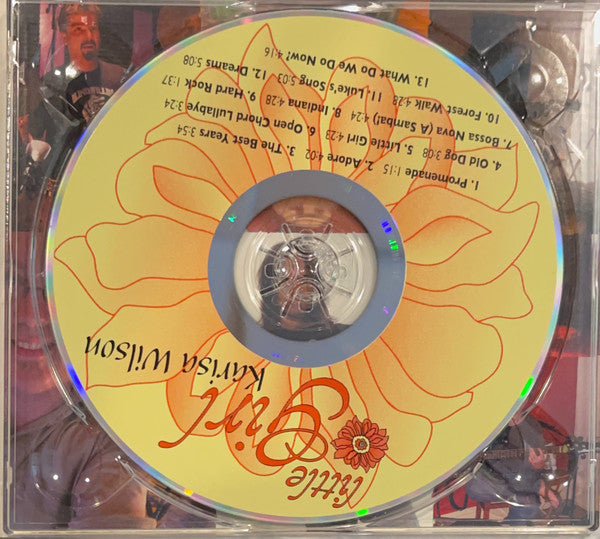 Little
Girl
Karisa Wilson
1. Promenade 1:15 2. Adore 4:02 3. The Best Years 3:54
4. Old Dog 3:08 5. Little Girl 4:23 6. Open Chord Lullabye 3:24
7. Bossa Nova (A Samba!) 4:24 8. Indiana 4:28 9. Hard Rock 1:37
10. Forest Walk 4:28 11. Luke's Song 5:03 12. Dreams 5:08
13. What Do We Do Now! 4:16